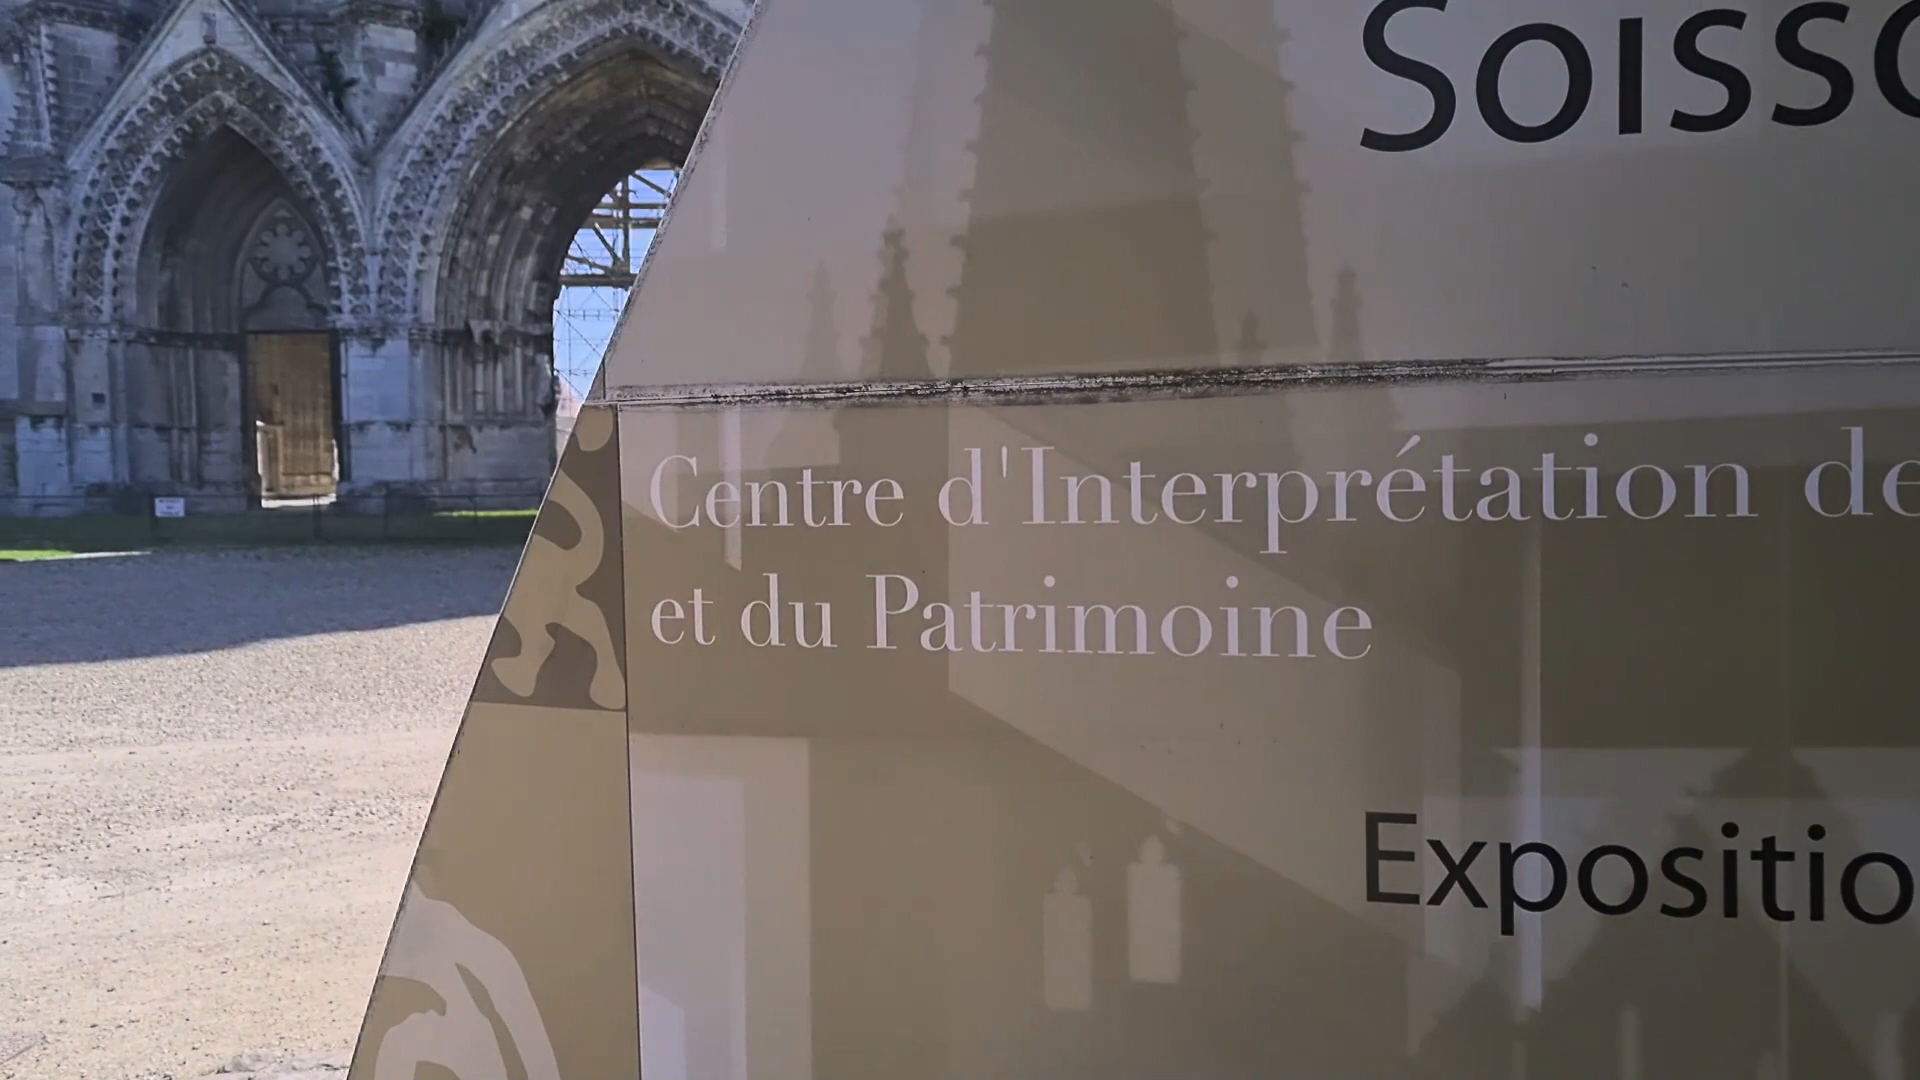 Soisso
Centre d'Interprétation de
et du Patrimoine
Expositio